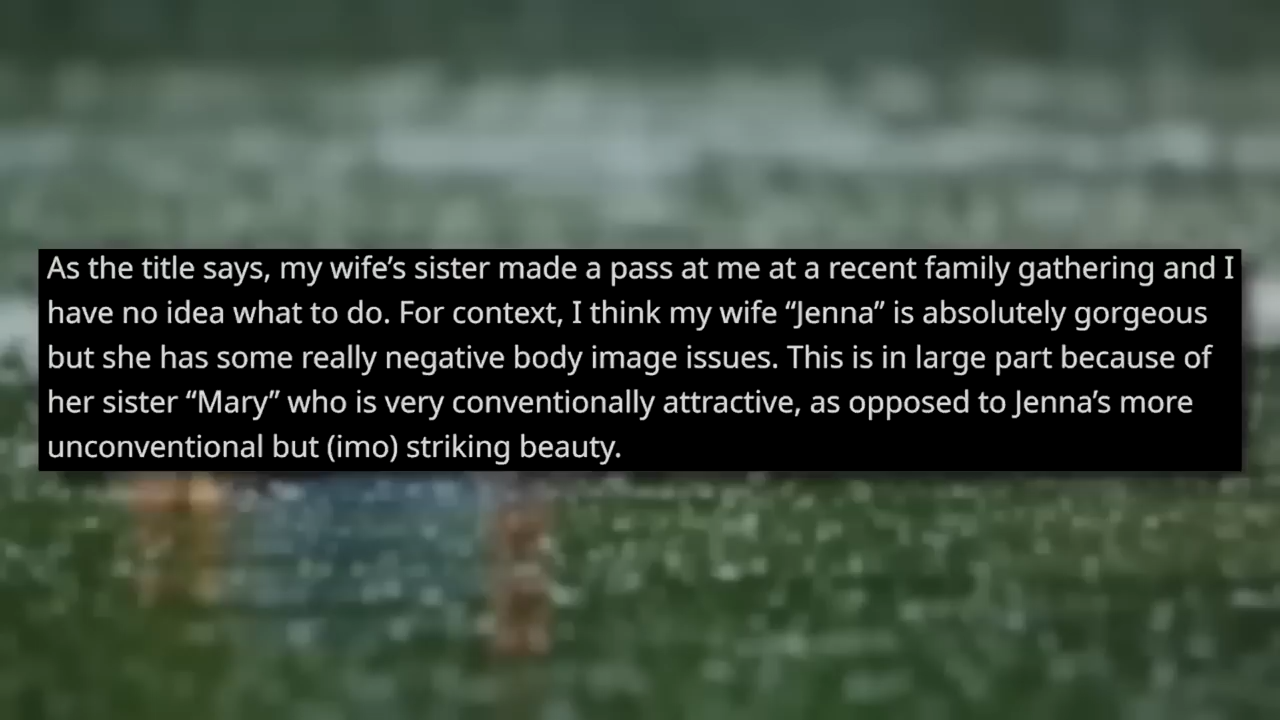 As the title says, my wife’s sister made a pass at me at a recent family gathering and I
have no idea what to do. For context, I think my wife “Jenna” is absolutely gorgeous
but she has some really negative body image issues. This is in large part because of
her sister “Mary” who is very conventionally attractive, as opposed to Jenna’s more
unconventional but (imo) striking beauty.